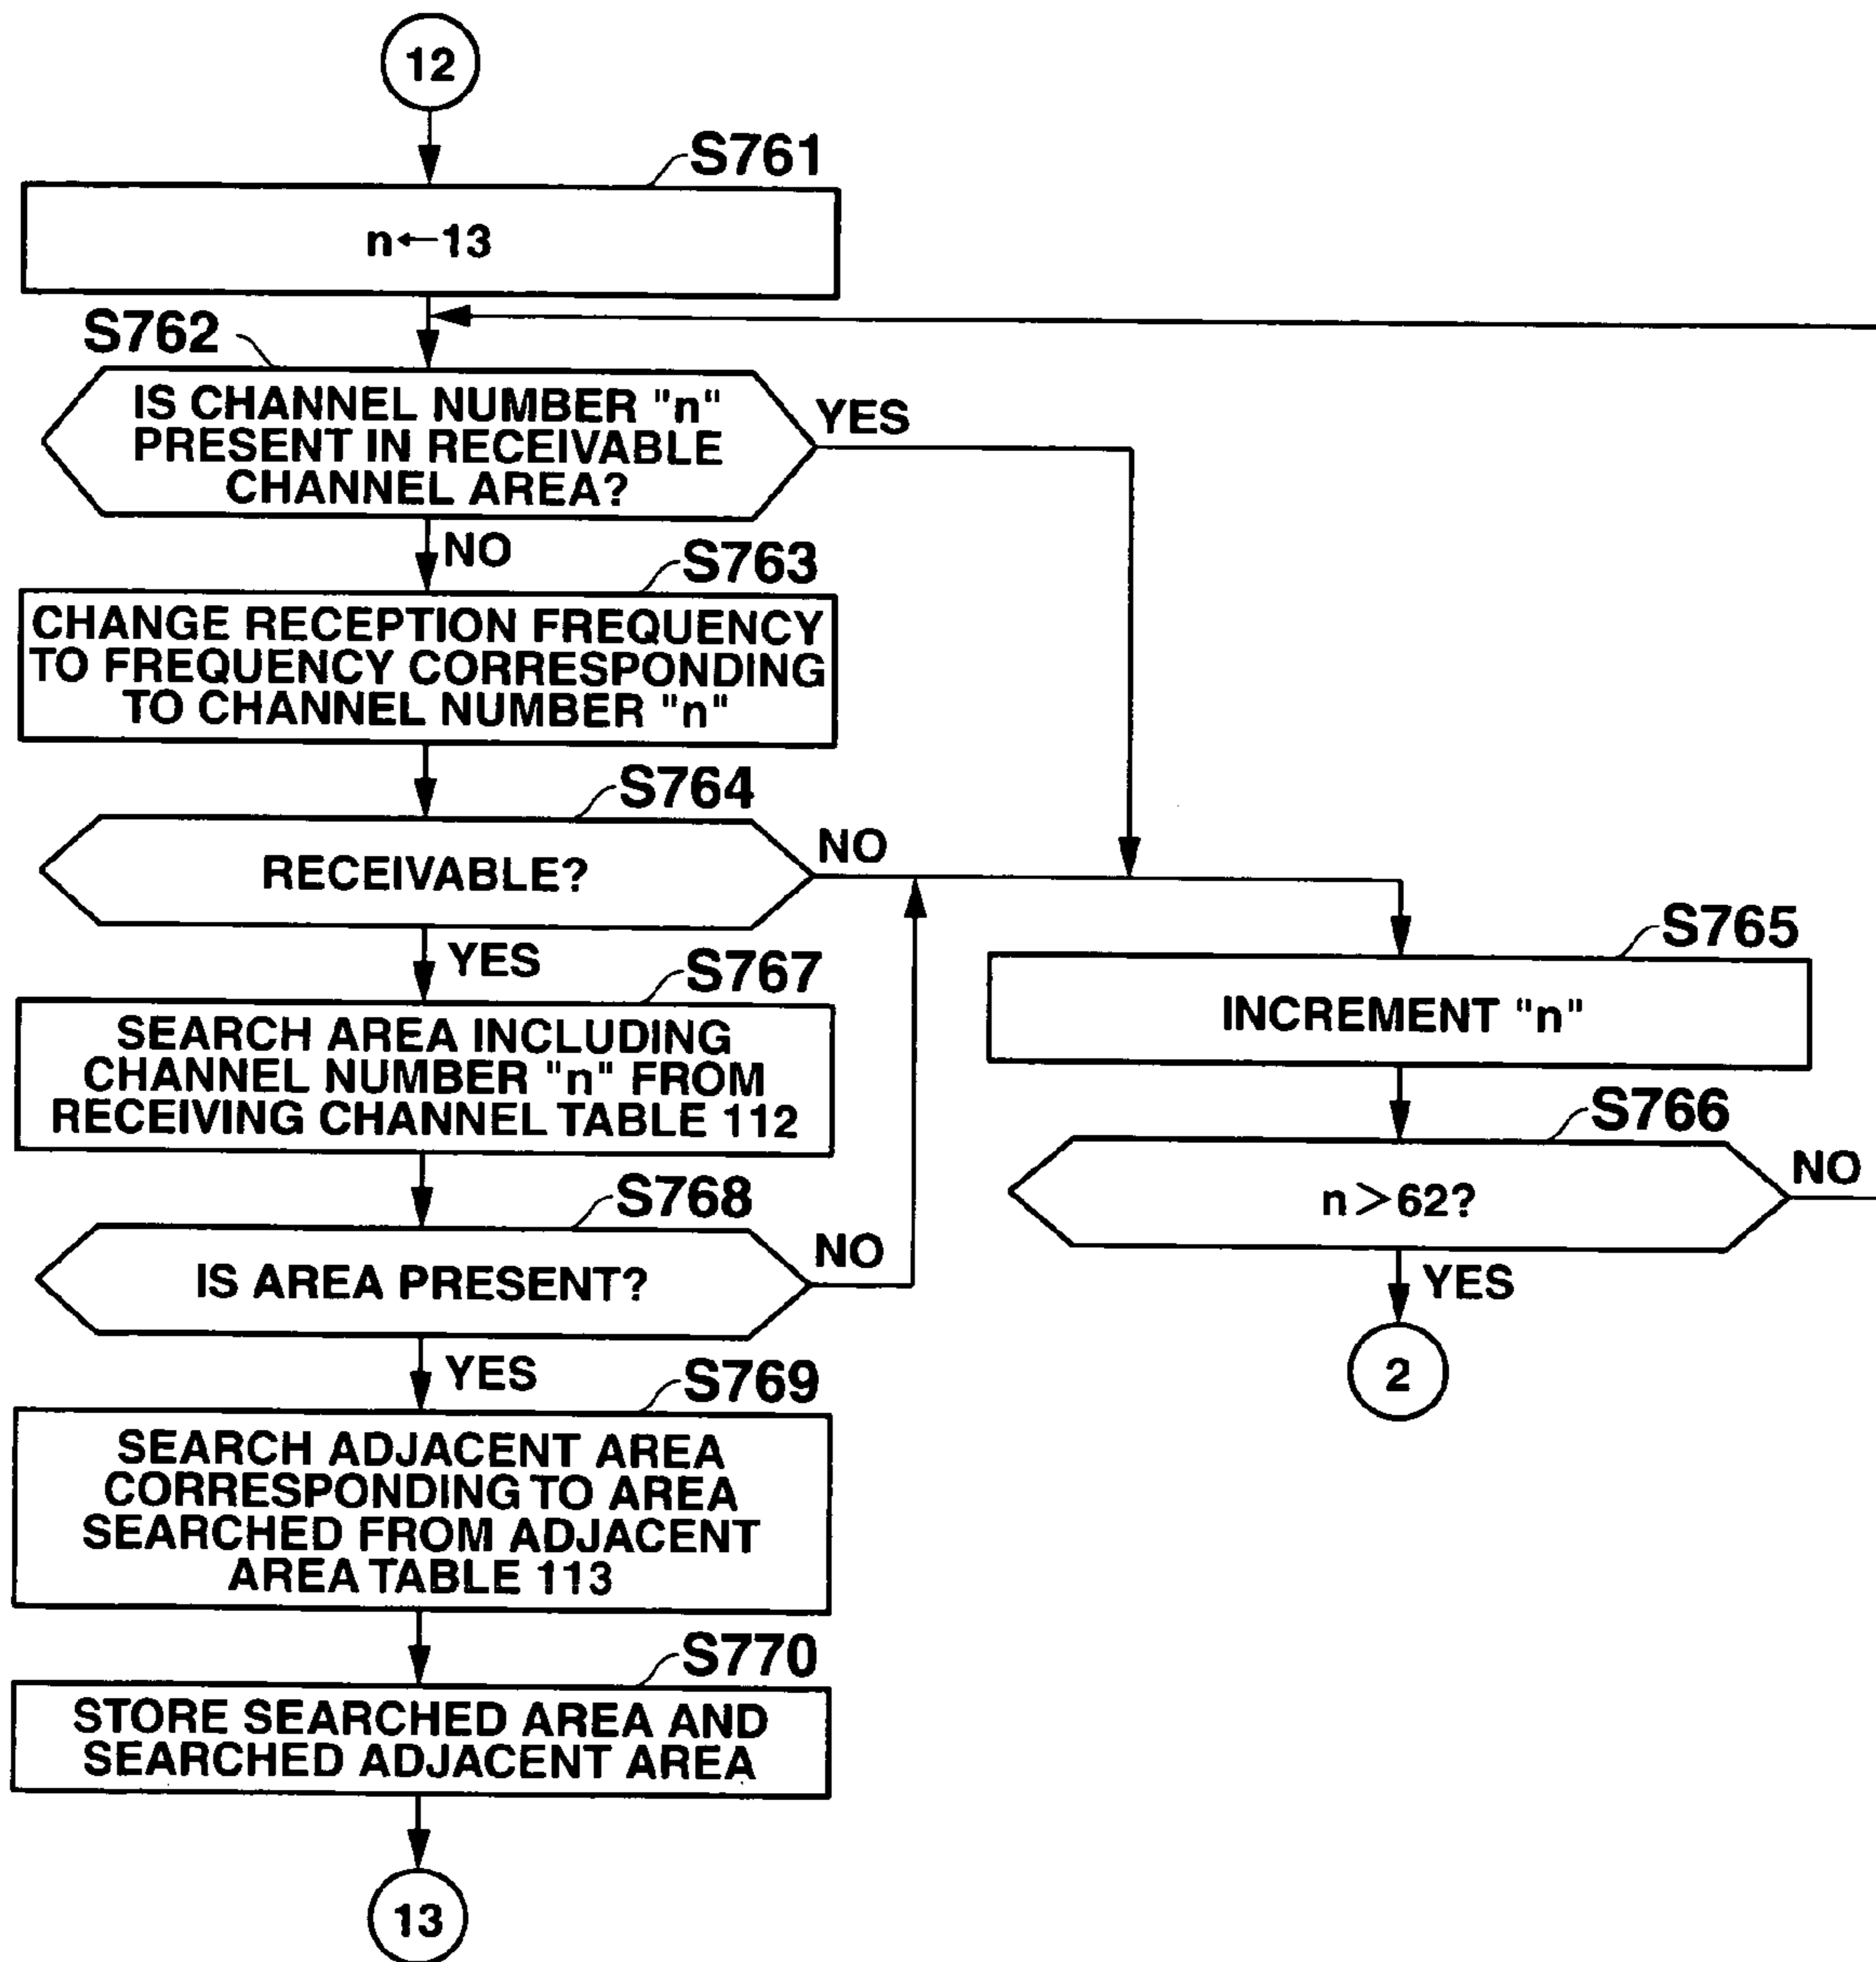 12
S761
n←13
S762
IS CHANNEL NUMBER "n"
PRESENT IN RECEIVABLE
CHANNEL AREA?
YES
NO
S763
CHANGE RECEPTION FREQUENCY
TO FREQUENCY CORRESPONDING
TO CHANNEL NUMBER "n"
S764
RECEIVABLE?
NO
YES
S765
INCREMENT "n"
S766
n>62?
NO
YES
2
S767
SEARCH AREA INCLUDING
CHANNEL NUMBER "n" FROM
RECEIVING CHANNEL TABLE 112
S768
IS AREA PRESENT?
NO
YES
S769
SEARCH ADJACENT AREA
CORRESPONDING TO AREA
SEARCHED FROM ADJACENT
AREA TABLE 113
S770
STORE SEARCHED AREA AND
SEARCHED ADJACENT AREA
13